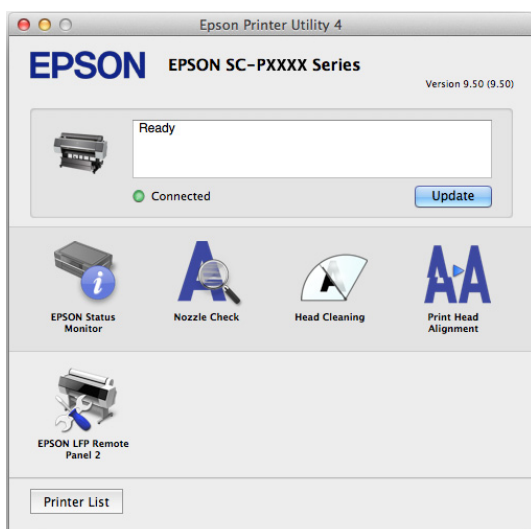 Epson Printer Utility 4
EPSON
EPSON SC-PXXXX Series
Version 9.50 (9.50)
Ready
Connected
Update
EPSON Status
Monitor
Nozzle Check
Head Cleaning
Print Head
Alignment
EPSON LFP Remote
Panel 2
Printer List